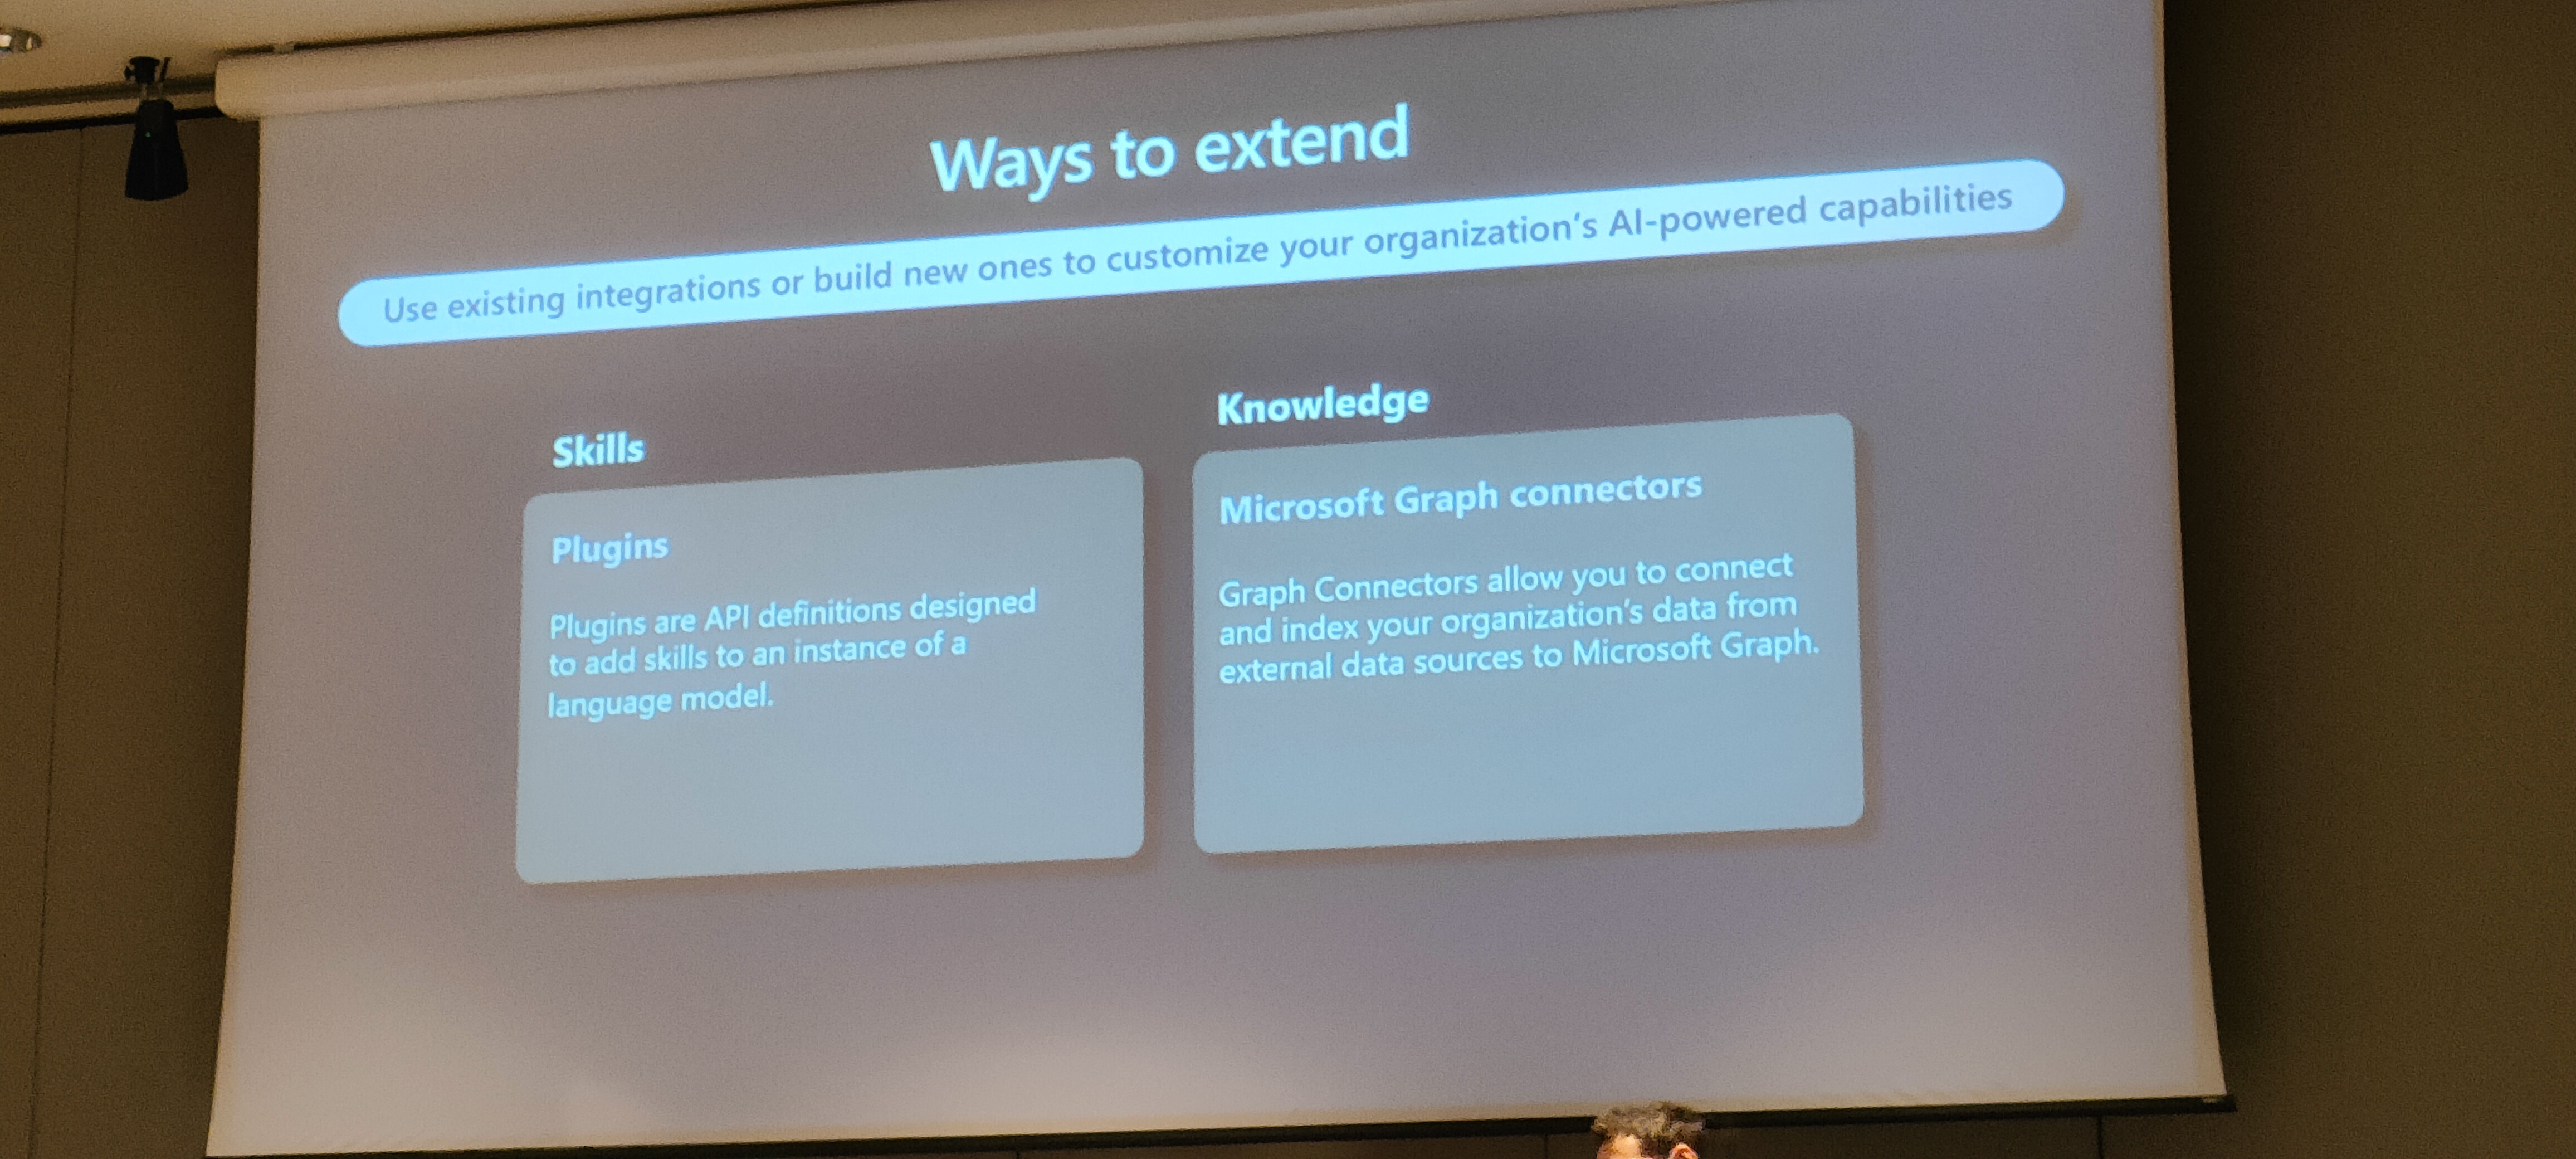 Ways to extend
Use existing integrations or build new ones to customize your organization's AI-powered capabilities
Skills
Plugins
Plugins are API definitions designed
to add skills to an instance of a
language model.
Knowledge
Microsoft Graph connectors
Graph Connectors allow you to connect
and index your organization's data from
external data sources to Microsoft Graph.